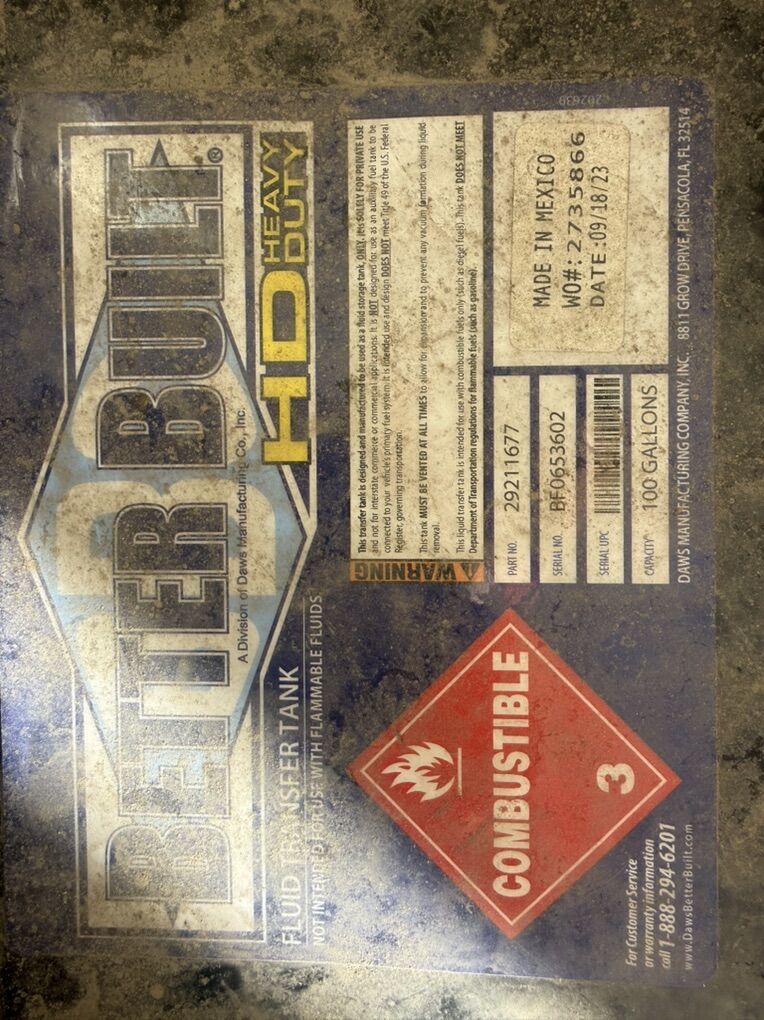 BETTER BUILT®
A Division of Daws Manufacturing Co., Inc.
HD HEAVY
DUTY
FLUID TRANSFER TANK
NOT INTENDED FOR USE WITH FLAMMABLE FLUIDS
WARNING
This transfer tank is designed and manufactured to be used as a fluid storage tank, ONLY. It is SOLELY FOR PRIVATE USE
and not for interstate commerce or commercial applications. It is NOT designed for use as an auxiliary fuel tank to be
connected to your vehicle's primary fuel system. It is intended use and design DOES NOT meet Title 49 of the U.S. Federal
Register, governing transportation.
This tank MUST BE VENTED AT ALL TIMES to allow for expansion and to prevent any vacuum formation during liquid
removal.
This liquid transfer tank is intended for use with combustible fuels only (such as diesel fuels). This tank DOES NOT MEET
Department of Transportation regulations for flammable fuels (such as gasoline).
COMBUSTIBLE
3
PART NO. 29211677
SERIAL NO. BF0653602
SERIAL UPC
CAPACITY 100 GALLONS
MADE IN MEXICO
WO#: 2735866
DATE: 09/18/23
For Customer Service
or warranty information
call 1-888-294-6201
www.DawsBetterBuilt.com
DAWS MANUFACTURING COMPANY, INC. 8811 GROW DRIVE, PENSACOLA, FL 32514